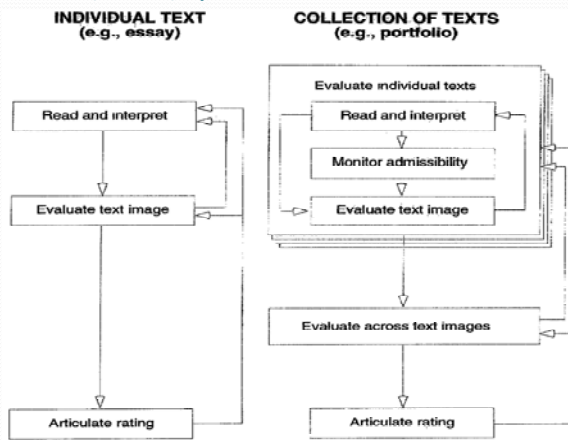 INDIVIDUAL TEXT
(e.g., essay)
Read and interpret
Evaluate text image
Articulate rating
COLLECTION OF TEXTS
(e.g., portfolio)
Evaluate individual texts
Read and interpret
Monitor admissibility
Evaluate text image
Evaluate across text images
Articulate rating